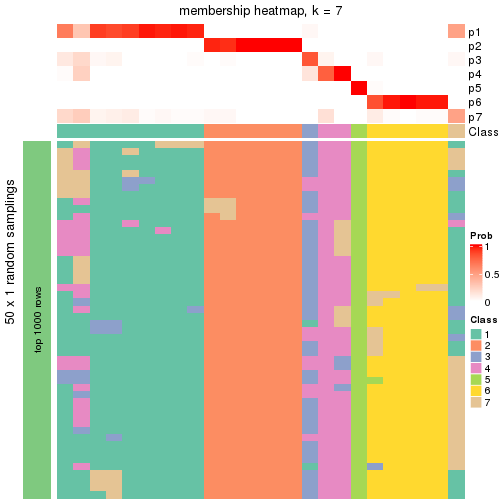 membership heatmap, k = 7
p1
p2
p3
p4
p5
p6
p7
Class
50 x 1 random samplings
top 1000 rows
Prob
1
0.5
0
Class
1
2
3
4
5
6
7